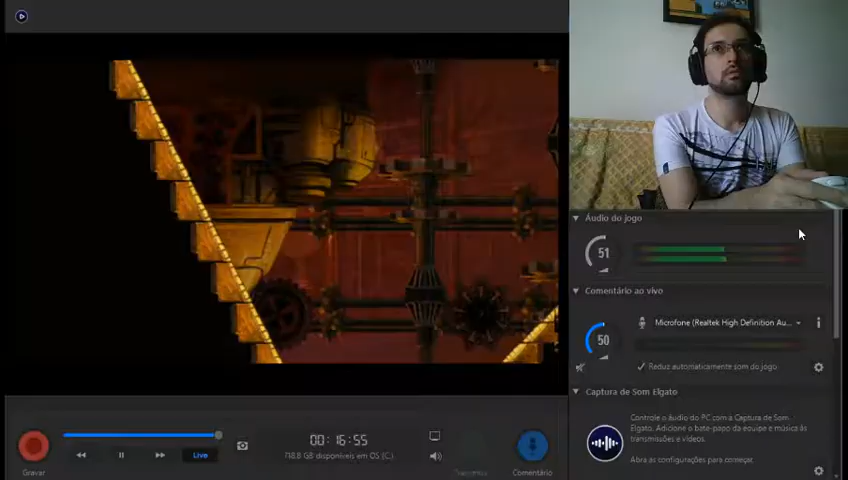 Áudio do jogo
51
Comentário ao vivo
Microfone (Realtek High Definition Au...
50
Reduz automaticamente som do jogo
Captura de Som Elgato
Controle o áudio do PC com a Captura de Som
Elgato. Adicione o bate-papo da equipe e música às
transmissões e vídeos.
Abra as configurações para começar.
Live
00:16:55
718.8 GB disponíveis em OS (C:)
Gravar
Transmitir
Comentário